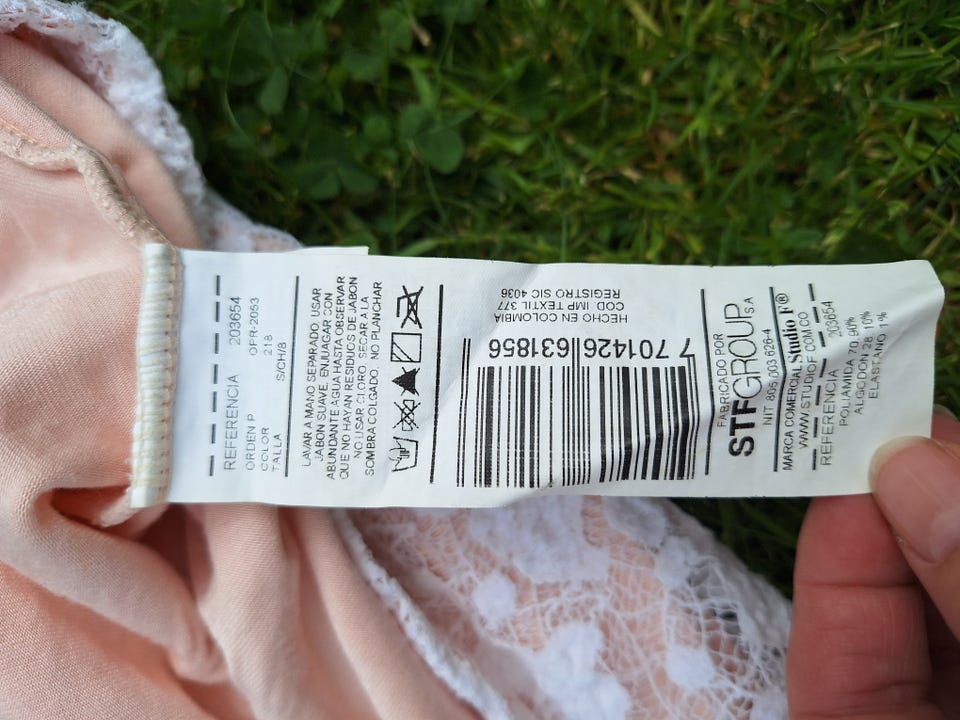 REFERENCIA 203654
ORDEN P OPR-2053
COLOR 218
TALLA S/CH/8
LAVAR A MANO SEPARADO, USAR
JABON SUAVE, ENJUAGAR CON
ABUNDANTE AGUA HASTA OBSERVAR
QUE NO HAYAN RESIDUOS DE JABON
NO USAR CLORO, SECAR A LA
SOMBRA COLGADO, NO PLANCHAR
HECHO EN COLOMBIA
COD. IMP TEXTIL 377
REGISTRO SIC 4036
7 701426 631856
FABRICADO POR
STFGROUP S.A
NIT 805.003.626-4
MARCA COMERCIAL Studio F®
WWW.STUDIOF.COM.CO
REFERENCIA 203654
POLIAMIDA 70.90%
ALGODON 28.10%
ELASTANO 1%